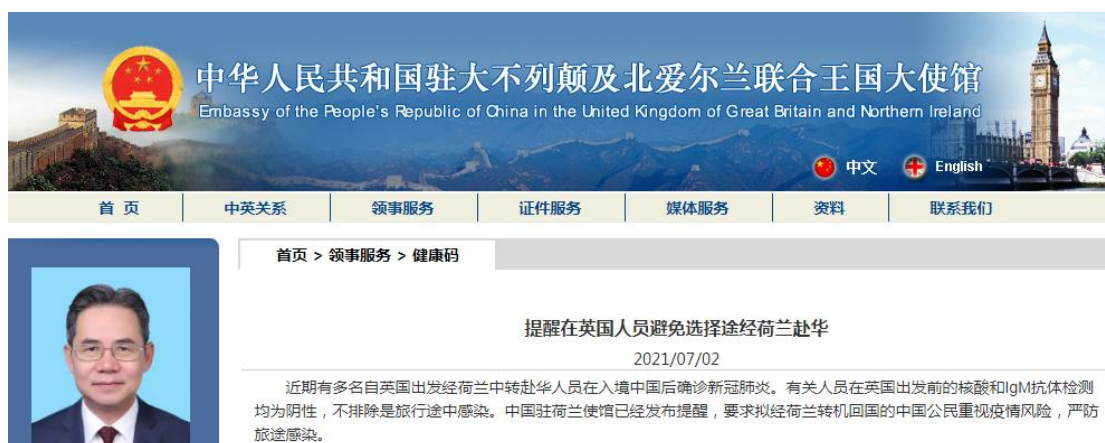 中华人民共和国驻大不列颠及北爱尔兰联合王国大使馆
Embassy of the People's Republic of China in the United Kingdom of Great Britain and Northern Ireland
中文 English
首 页 中英关系 领事服务 证件服务 媒体服务 资料 联系我们
首页 > 领事服务 > 健康码
提醒在英国人员避免选择途经荷兰赴华
2021/07/02
近期有多名自英国出发经荷兰中转赴华人员在入境中国后确诊新冠肺炎。有关人员在英国出发前的核酸和IgM抗体检测
均为阴性，不排除是旅行途中感染。中国驻荷兰使馆已经发布提醒，要求拟经荷兰转机回国的中国公民重视疫情风险，严防
旅途感染。